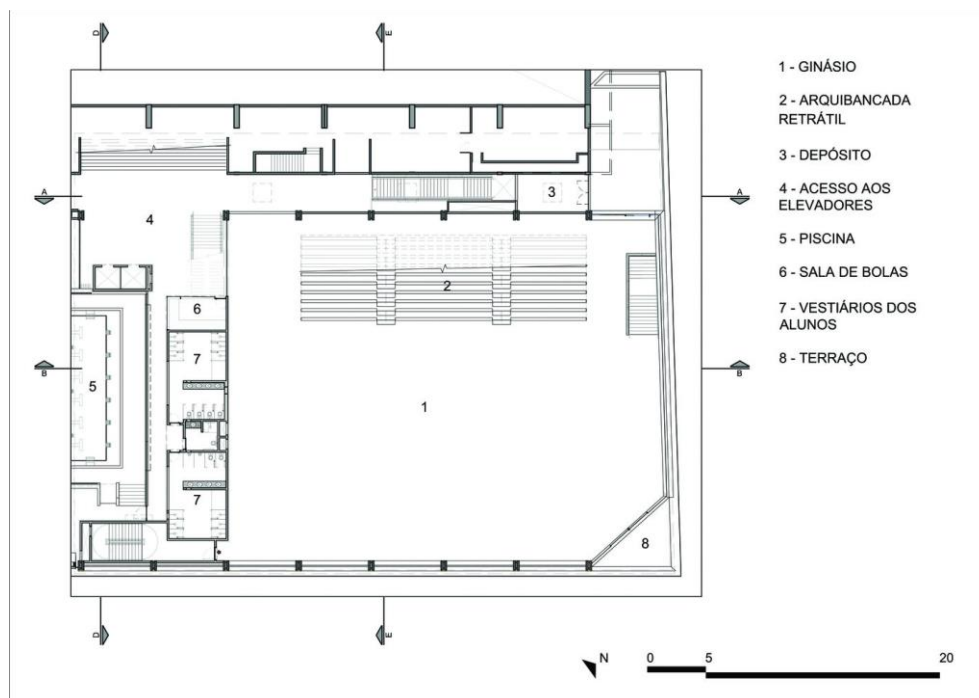 D
E
A
A
3
4
2
6
7
B
B
5
1
7
8
D
E
1 - GINÁSIO
2 - ARQUIBANCADA
RETRÁTIL
3 - DEPÓSITO
4 - ACESSO AOS
ELEVADORES
5 - PISCINA
6 - SALA DE BOLAS
7 - VESTIÁRIOS DOS
ALUNOS
8 - TERRAÇO
N
0 5 20